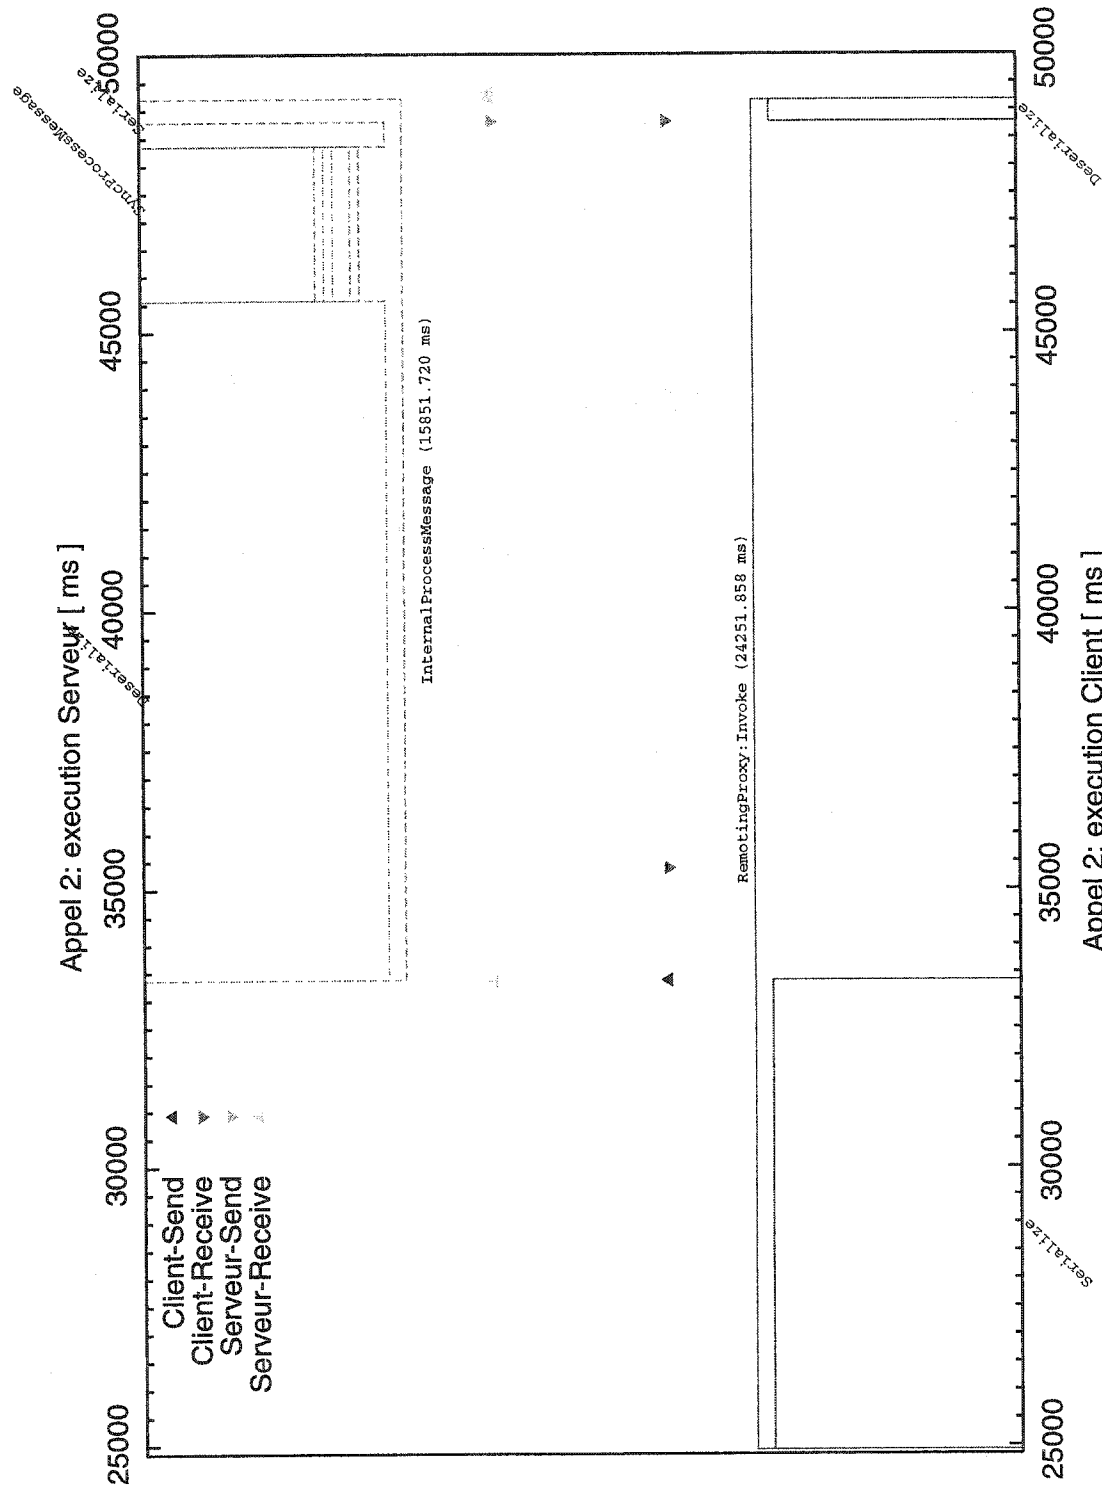 Appel 2: execution Serveur [ ms ]
25000 30000 35000 40000 45000 50000
Deserialize
SyncProcessMessage
Serialize
Client-Send
Client-Receive
Serveur-Send
Serveur-Receive
InternalProcessMessage (15851.720 ms)
RemotingProxy:Invoke (24251.858 ms)
Serialize
Deserialize
25000 30000 35000 40000 45000 50000
Appel 2: execution Client [ ms ]